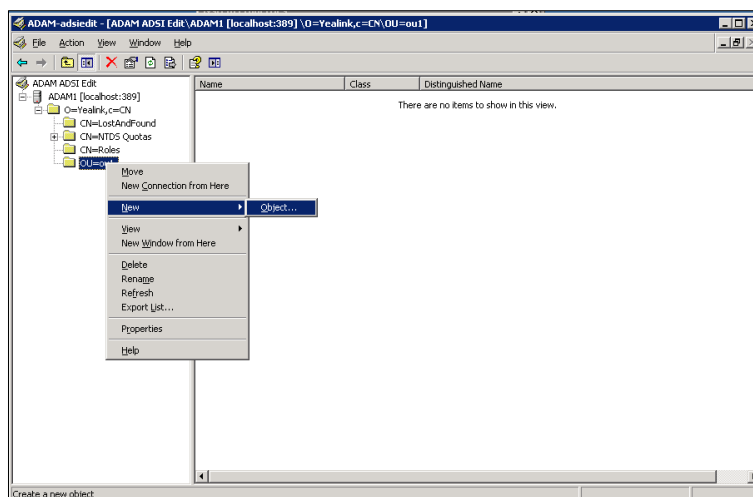 ADAM-adsiedit - [ADAM ADSI Edit\ADAM1 [localhost:389] \O=Yealink,c=CN\OU=ou1]
File Action View Window Help
ADAM ADSI Edit
ADAM1 [localhost:389]
O=Yealink,c=CN
CN=LostAndFound
CN=NTDS Quotas
CN=Roles
OU=ou1
Name Class Distinguished Name
There are no items to show in this view.
Move
New Connection from Here
New Object...
View
New Window from Here
Delete
Rename
Refresh
Export List...
Properties
Help
Create a new object